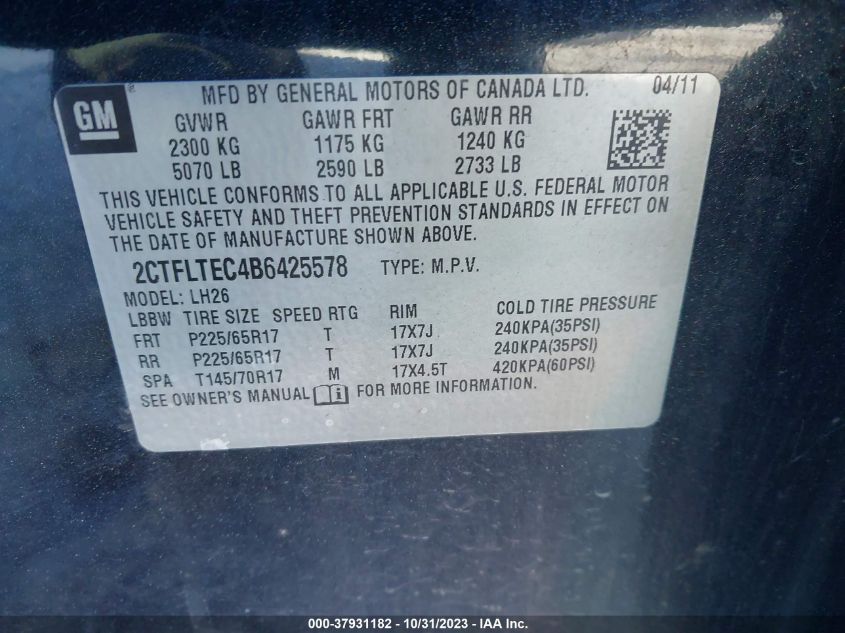 GM
MFD BY GENERAL MOTORS OF CANADA LTD. 04/11
GVWR GAWR FRT GAWR RR
2300 KG 1175 KG 1240 KG
5070 LB 2590 LB 2733 LB
THIS VEHICLE CONFORMS TO ALL APPLICABLE U.S. FEDERAL MOTOR
VEHICLE SAFETY AND THEFT PREVENTION STANDARDS IN EFFECT ON
THE DATE OF MANUFACTURE SHOWN ABOVE.
2CTFLTEC4B6425578 TYPE: M.P.V.
MODEL: LH26
LBBW TIRE SIZE SPEED RTG RIM COLD TIRE PRESSURE
FRT P225/65R17 T 17X7J 240KPA(35PSI)
RR P225/65R17 T 17X7J 240KPA(35PSI)
SPA T145/70R17 M 17X4.5T 420KPA(60PSI)
SEE OWNER'S MANUAL i FOR MORE INFORMATION.
000-37931182 - 10/31/2023 - IAA Inc.